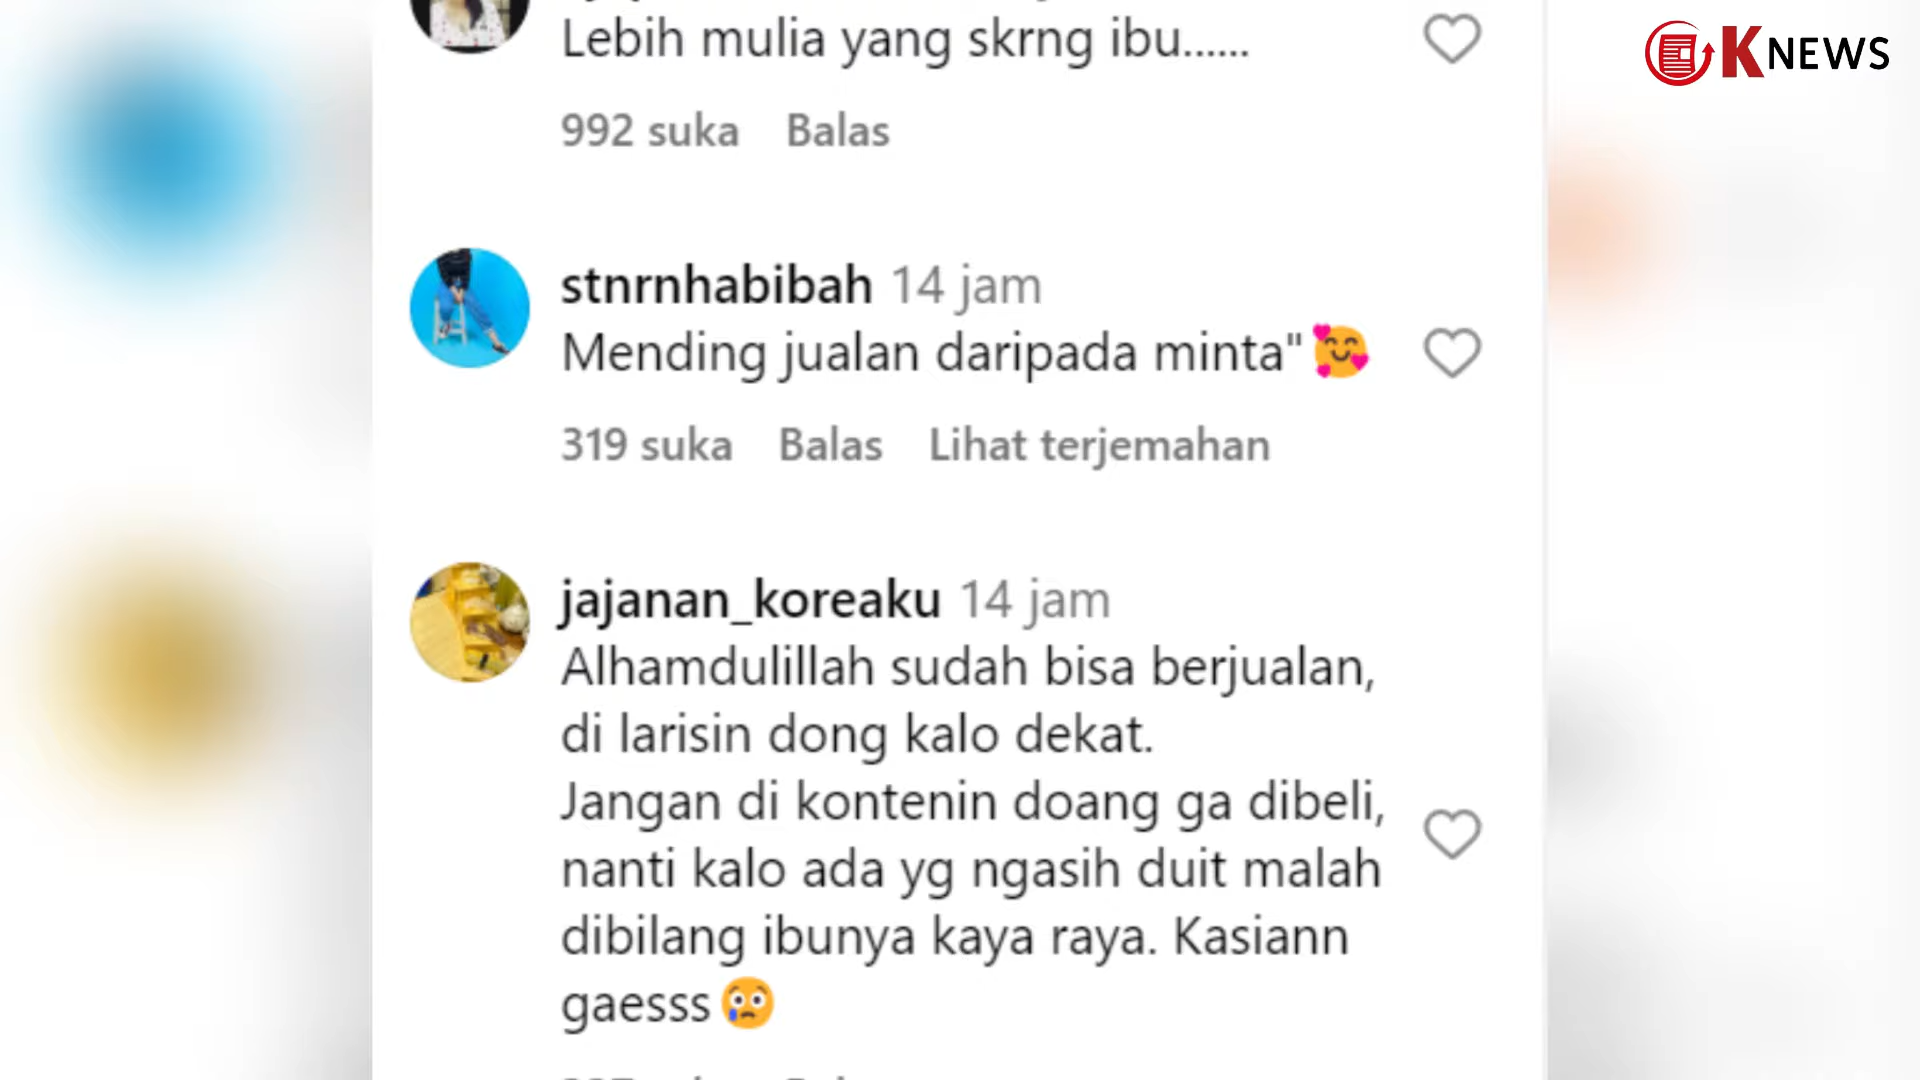 KNEWS
Lebih mulia yang skrng ibu......
992 suka Balas
stnrnhabibah 14 jam
Mending jualan daripada minta"🥰
319 suka Balas Lihat terjemahan
jajanan_koreaku 14 jam
Alhamdulillah sudah bisa berjualan,
di larisin dong kalo dekat.
Jangan di kontenin doang ga dibeli,
nanti kalo ada yg ngasih duit malah
dibilang ibunya kaya raya. Kasiann
gaesss😢